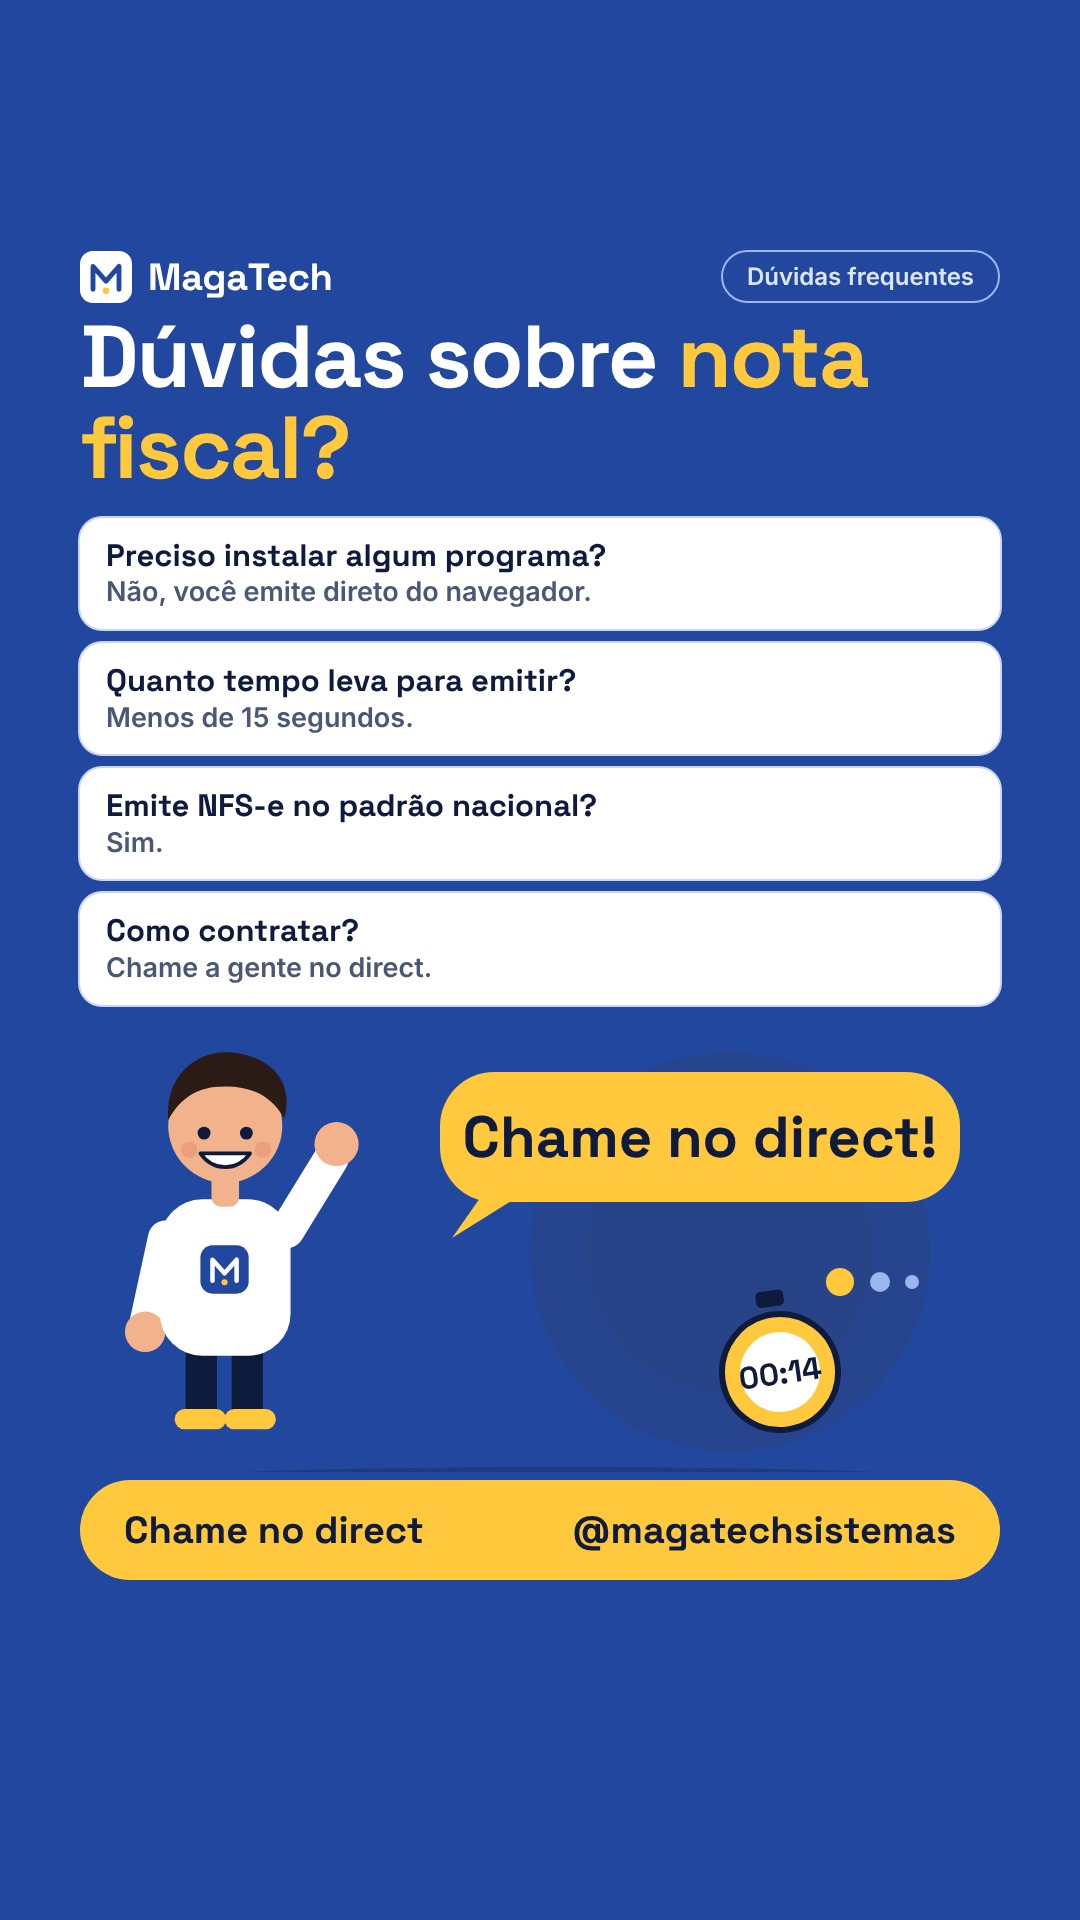 MagaTech
Dúvidas frequentes
Dúvidas sobre nota
fiscal?
Preciso instalar algum programa?
Não, você emite direto do navegador.
Quanto tempo leva para emitir?
Menos de 15 segundos.
Emite NFS-e no padrão nacional?
Sim.
Como contratar?
Chame a gente no direct.
Chame no direct!
M
00:14
Chame no direct
@magatechsistemas